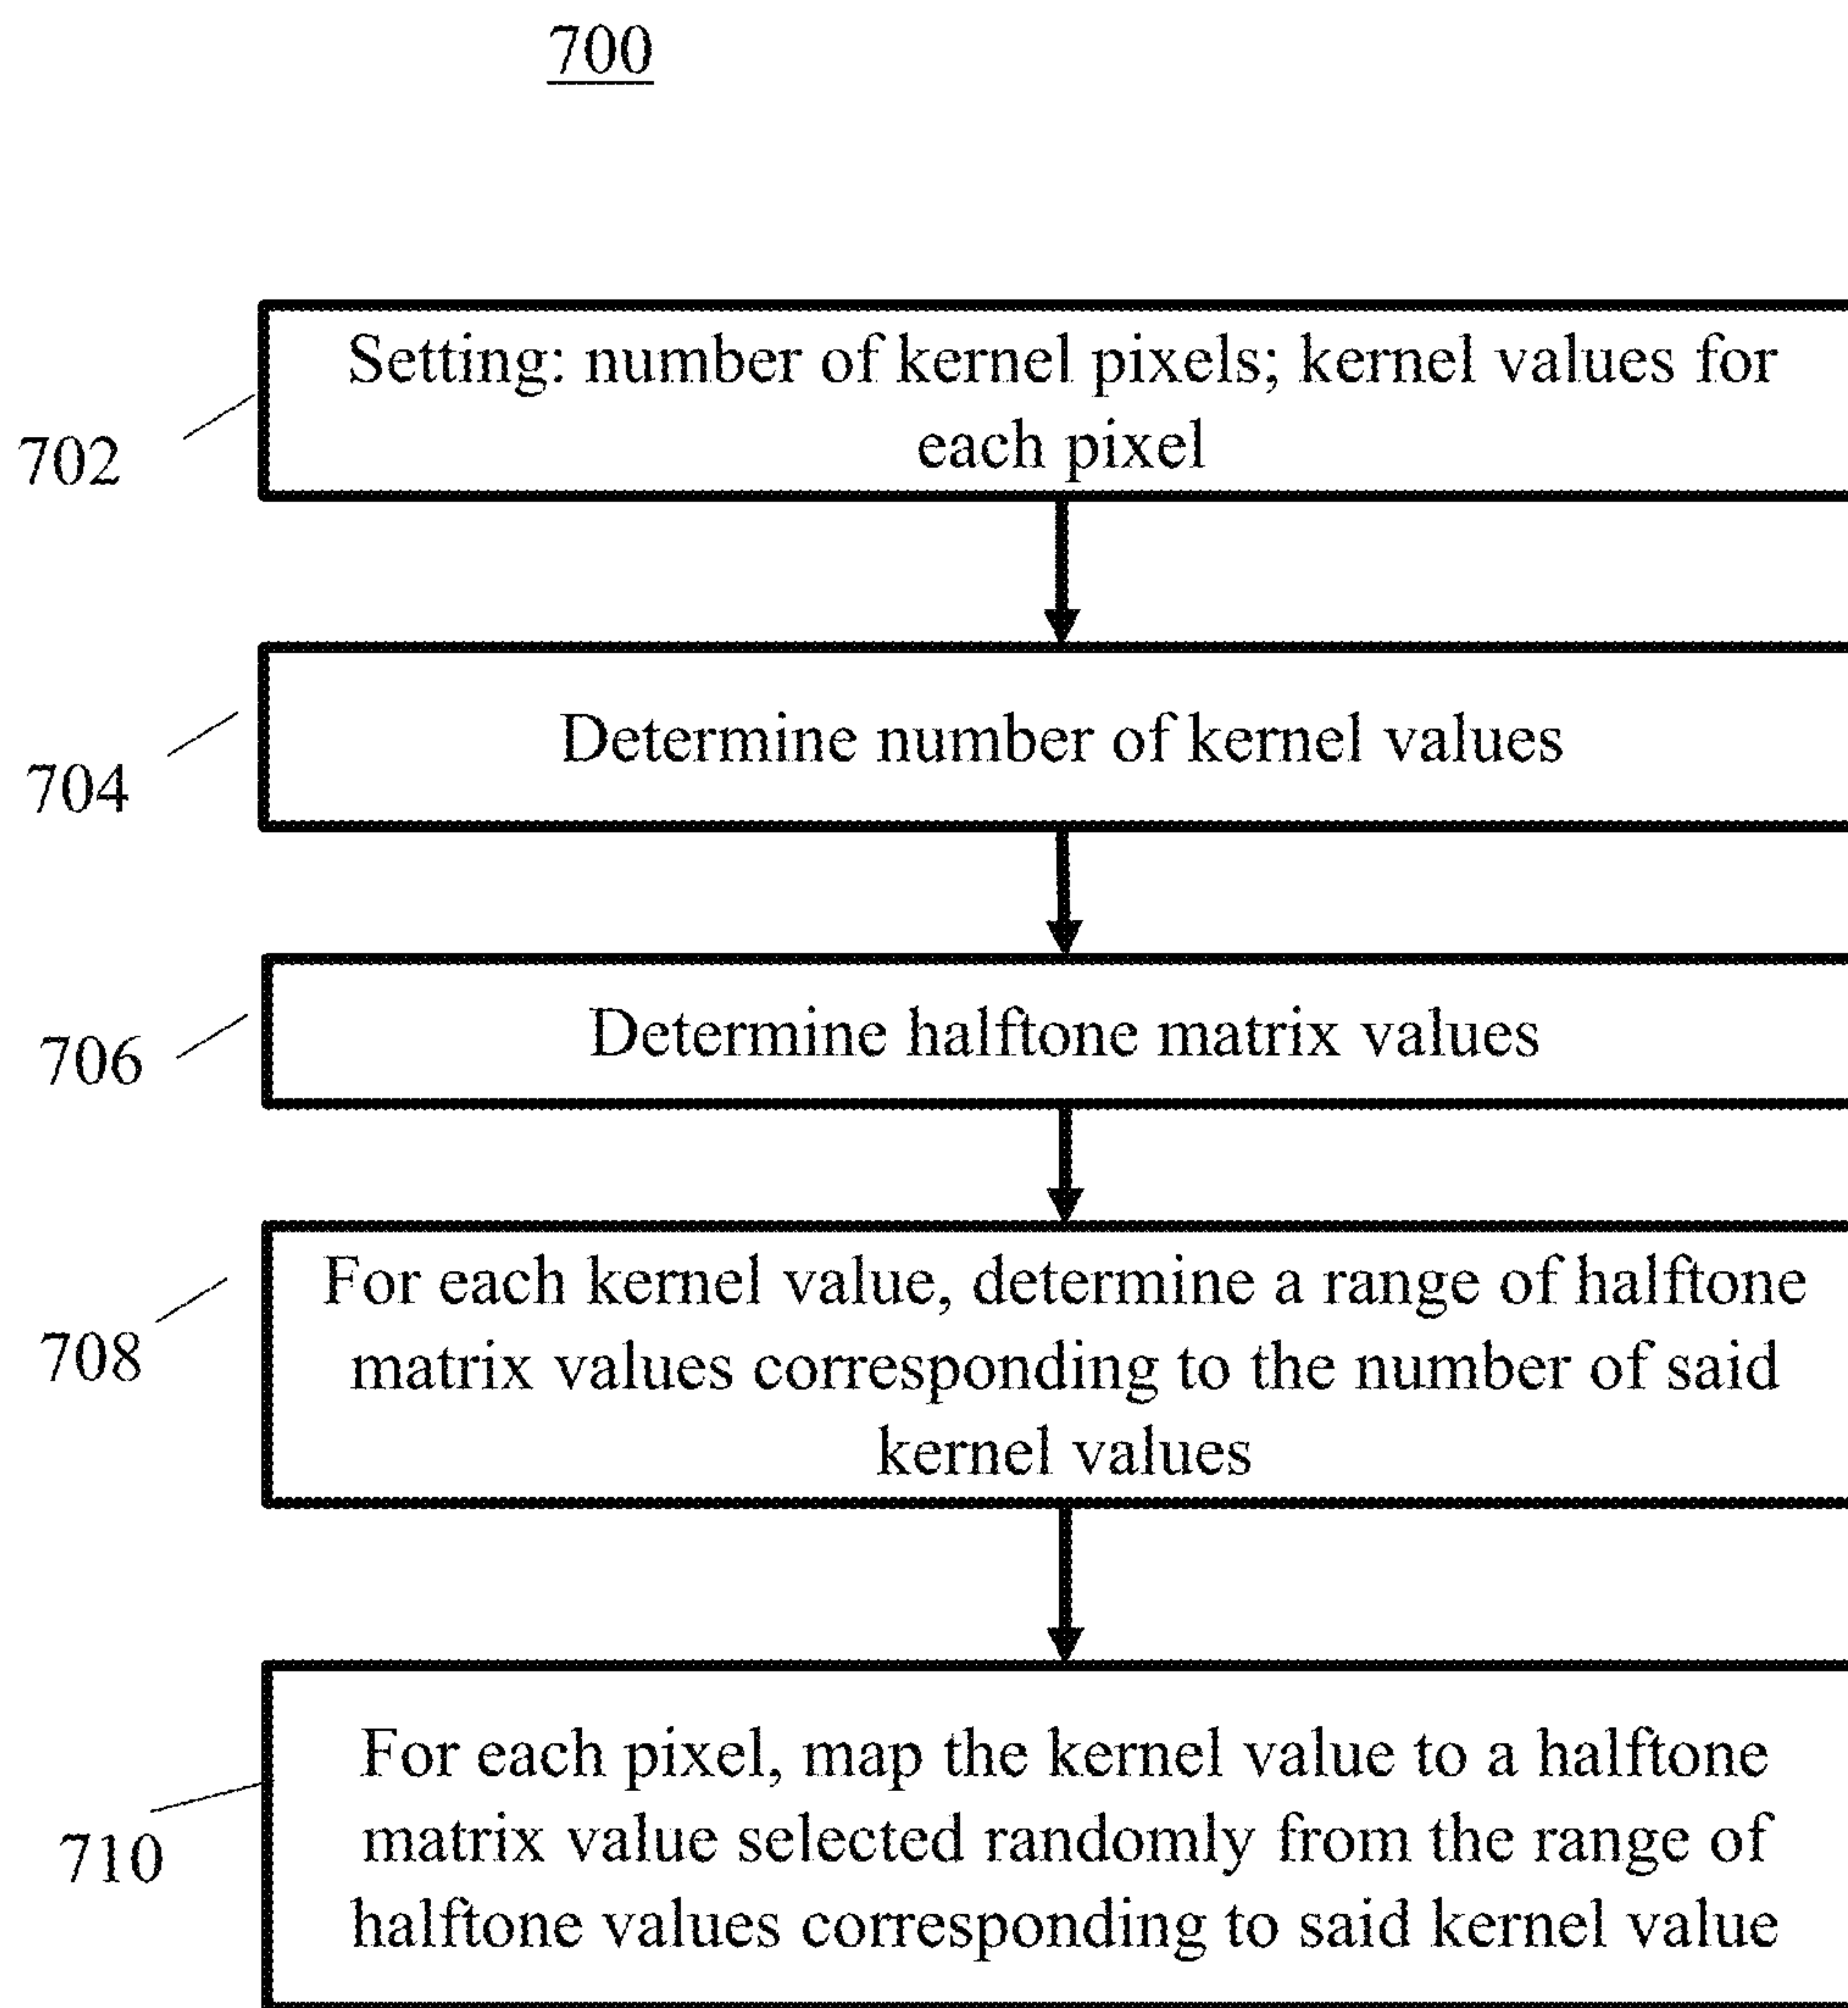 700
Setting: number of kernel pixels; kernel values for
each pixel
702
Determine number of kernel values
704
Determine halftone matrix values
706
For each kernel value, determine a range of halftone
matrix values corresponding to the number of said
kernel values
708
For each pixel, map the kernel value to a halftone
matrix value selected randomly from the range of
halftone values corresponding to said kernel value
710